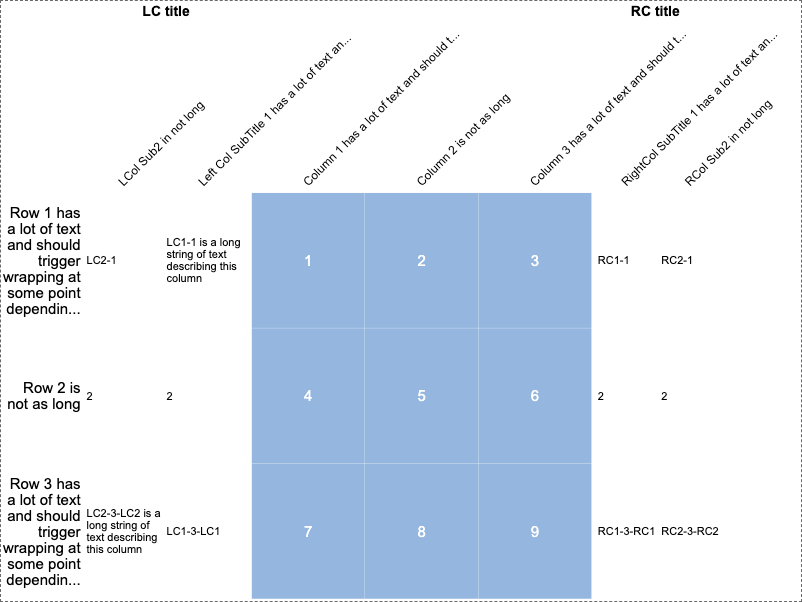 LC title
RC title
LCol Sub2 in not long
Left Col SubTitle 1 has a lot of text an...
Column 1 has a lot of text and should t...
Column 2 is not as long
Column 3 has a lot of text and should t...
RightCol SubTitle 1 has a lot of text an...
RCol Sub2 in not long
Row 1 has
a lot of text
and should
trigger
wrapping at
some point
dependin...
LC2-1
LC1-1 is a long
string of text
describing this
column
1
2
3
RC1-1
RC2-1
Row 2 is
not as long
2
2
4
5
6
2
2
Row 3 has
a lot of text
and should
trigger
wrapping at
some point
dependin...
LC2-3-LC2 is a
long string of
text describing
this column
LC1-3-LC1
7
8
9
RC1-3-RC1
RC2-3-RC2